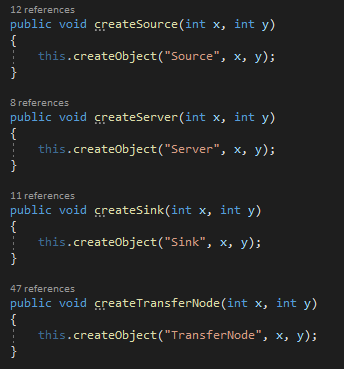 12 references
public void createSource(int x, int y)
{
this.createObject("Source", x, y);
}
8 references
public void createServer(int x, int y)
{
this.createObject("Server", x, y);
}
11 references
public void createSink(int x, int y)
{
this.createObject("Sink", x, y);
}
47 references
public void createTransferNode(int x, int y)
{
this.createObject("TransferNode", x, y);
}